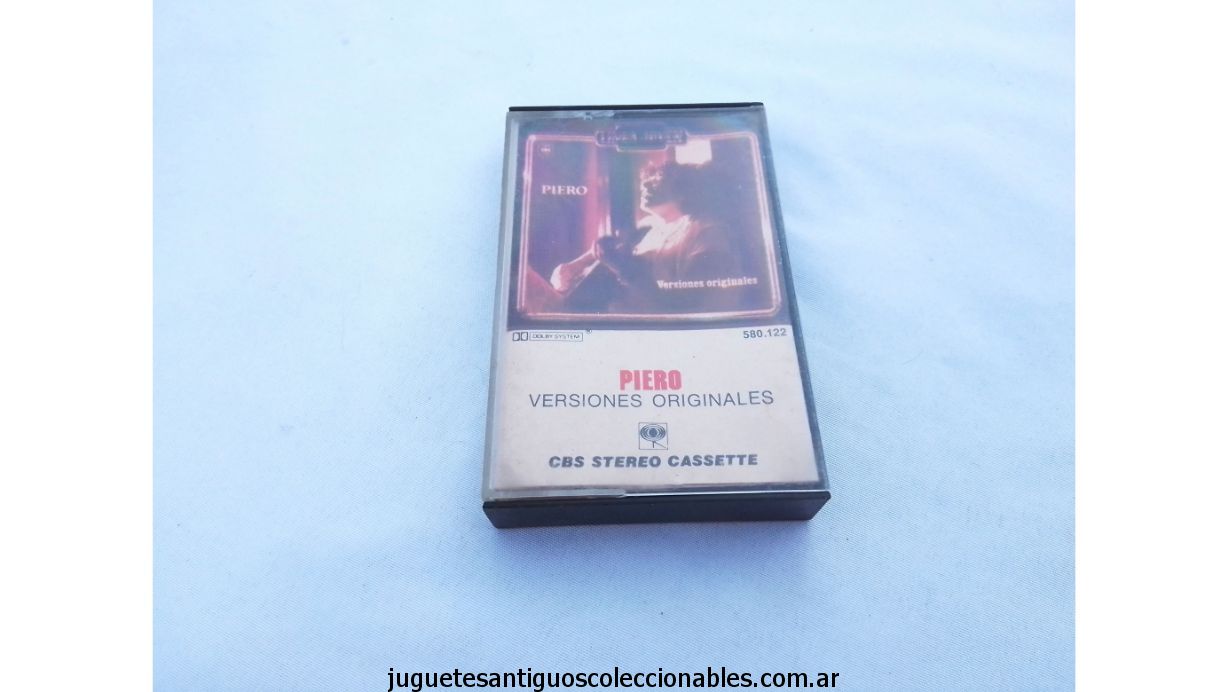 PIERO
Versiones originales
DOLBY SYSTEM ®
580.122
PIERO
VERSIONES ORIGINALES
CBS STEREO CASSETTE
juguetesantiguoscoleccionables.com.ar